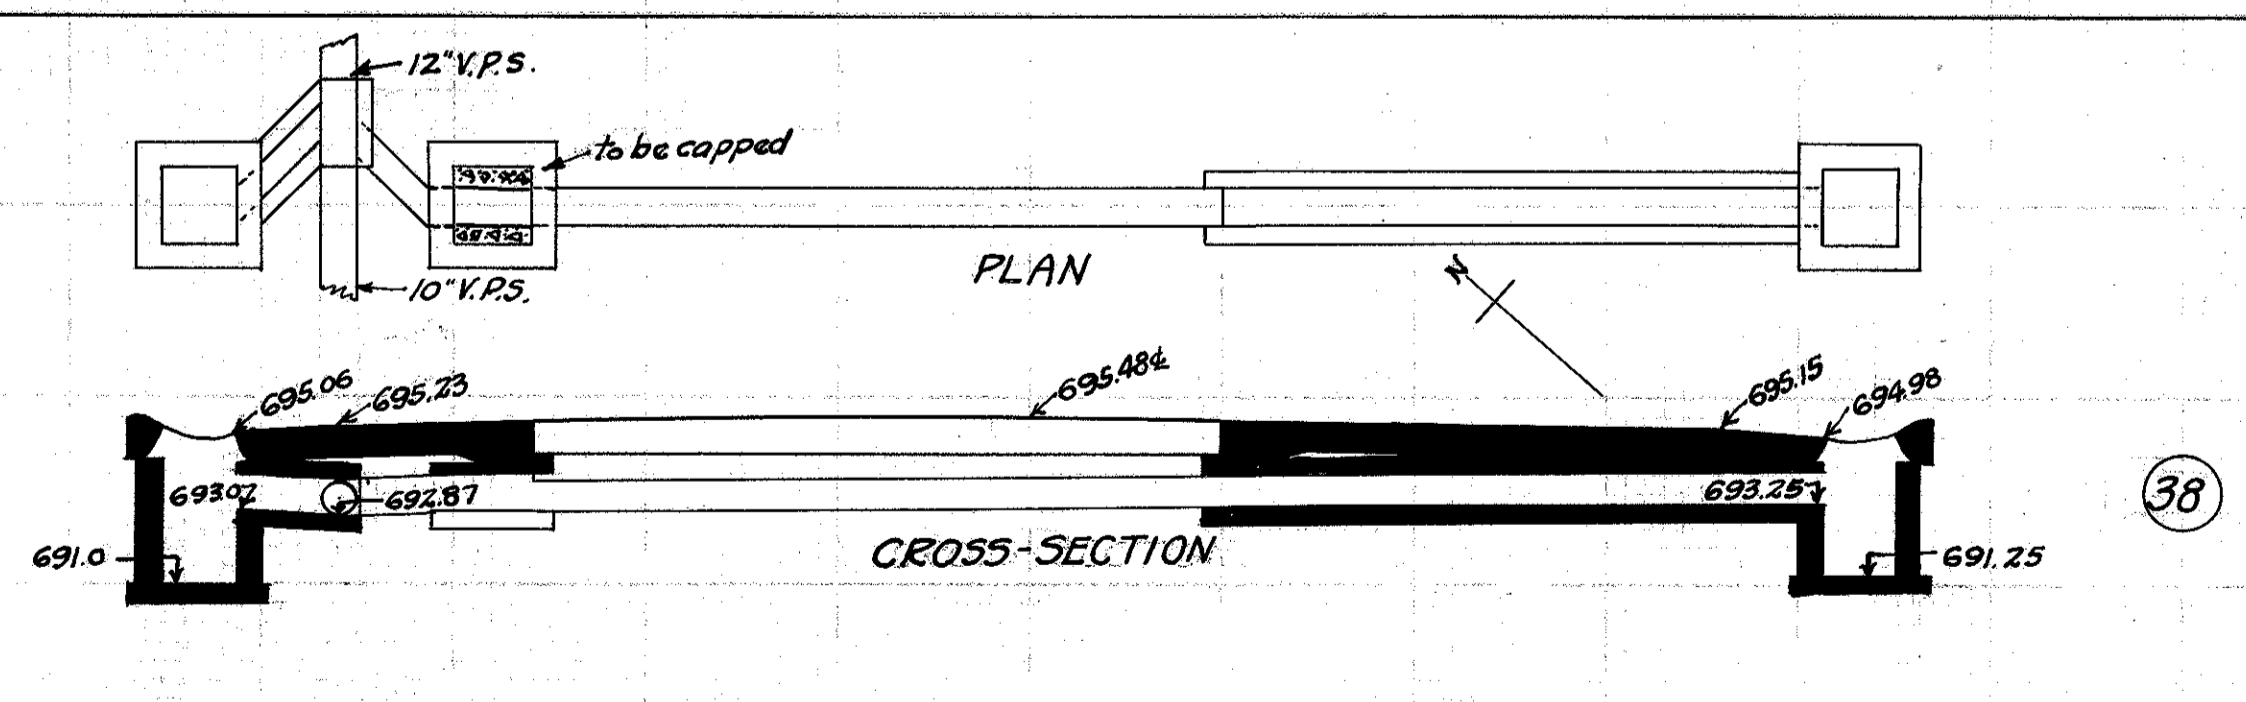 12" V.P.S.
to be capped
10" V.P.S.
PLAN
N
695.06
695.23
695.48 ℄
695.15
694.98
693.07
692.87
693.25
38
691.0
CROSS-SECTION
691.25